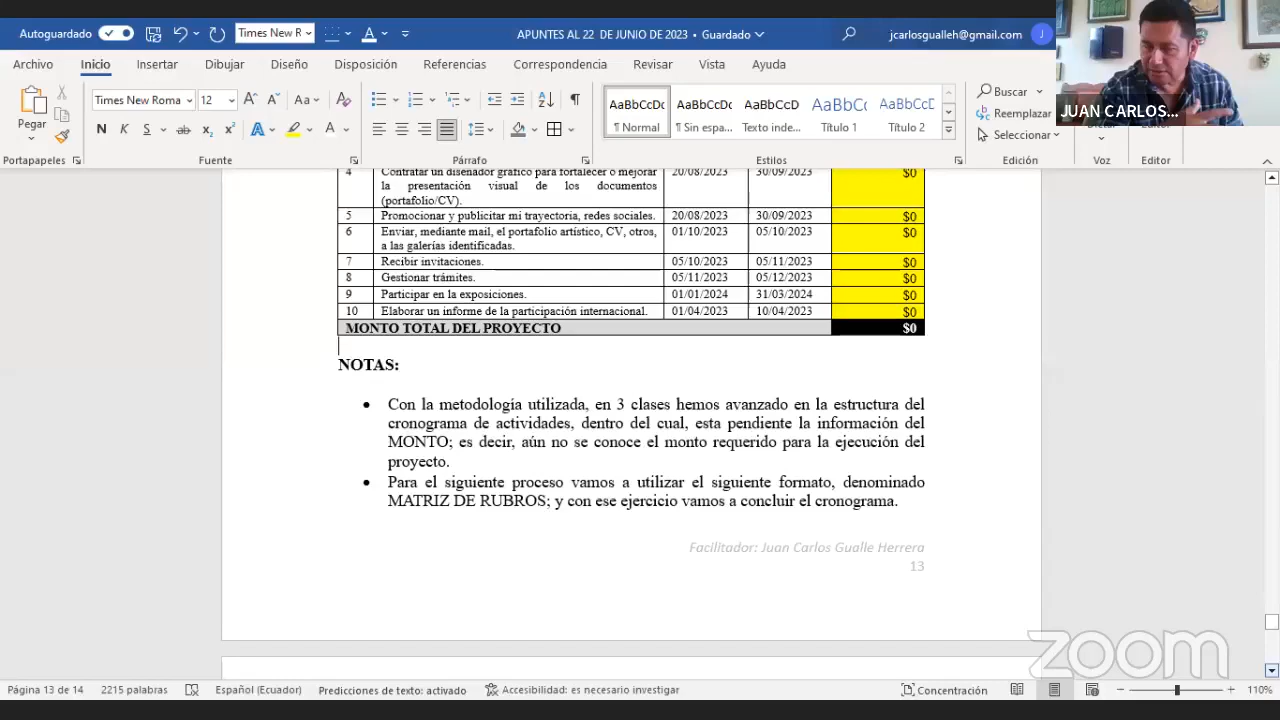 Autoguardado Times New R APUNTES AL 22 DE JUNIO DE 2023 • Guardado jcarlosgualleh@gmail.com J
Archivo Inicio Insertar Dibujar Diseño Disposición Referencias Correspondencia Revisar Vista Ayuda
JUAN CARLOS...
Pegar
Times New Roma 12
N K S ab x₂ x²
AaBbCcDc AaBbCcDc AaBbCcD AaBbCc AaBbCcD
¶ Normal ¶ Sin espa... Texto inde... Título 1 Título 2
Buscar
Reemplazar
Seleccionar
Portapapeles Fuente Párrafo Estilos Edición Voz Editor
4 Contratar un diseñador gráfico para fortalecer o mejorar la presentación visual de los documentos (portafolio/CV). 20/08/2023 30/09/2023 $0
5 Promocionar y publicitar mi trayectoria, redes sociales. 20/08/2023 30/09/2023 $0
6 Enviar, mediante mail, el portafolio artístico, CV, otros, a las galerías identificadas. 01/10/2023 05/10/2023 $0
7 Recibir invitaciones. 05/10/2023 05/11/2023 $0
8 Gestionar trámites. 05/11/2023 05/12/2023 $0
9 Participar en la exposiciones. 01/01/2024 31/03/2024 $0
10 Elaborar un informe de la participación internacional. 01/04/2023 10/04/2023 $0
MONTO TOTAL DEL PROYECTO $0
NOTAS:
• Con la metodología utilizada, en 3 clases hemos avanzado en la estructura del
cronograma de actividades, dentro del cual, esta pendiente la información del
MONTO; es decir, aún no se conoce el monto requerido para la ejecución del
proyecto.
• Para el siguiente proceso vamos a utilizar el siguiente formato, denominado
MATRIZ DE RUBROS; y con ese ejercicio vamos a concluir el cronograma.
Facilitador: Juan Carlos Gualle Herrera
13
zoom
Página 13 de 14 2215 palabras Español (Ecuador) Predicciones de texto: activado Accesibilidad: es necesario investigar Concentración 110%